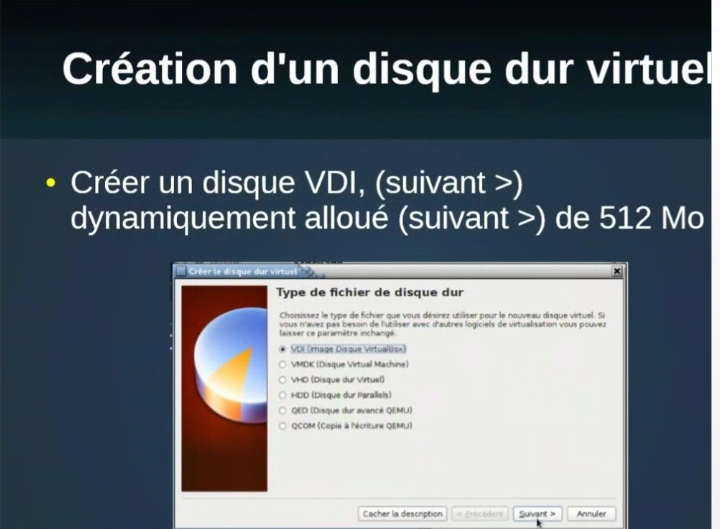 Création d'un disque dur virtuel
• Créer un disque VDI, (suivant >)
dynamiquement alloué (suivant >) de 512 Mo
Créer le disque dur virtuel
Type de fichier de disque dur
Choisissez le type de fichier que vous désirez utiliser pour le nouveau disque virtuel. Si
vous n'avez pas besoin de l'utiliser avec d'autres logiciels de virtualisation vous pouvez
laisser ce paramètre inchangé.
VDI (Image Disque VirtualBox)
VMDK (Disque Virtual Machine)
VHD (Disque dur Virtuel)
HDD (Disque dur Parallels)
QED (Disque dur avancé QEMU)
QCOM (Copie à l'écriture QEMU)
Cacher la description
< Précédent
Suivant >
Annuler